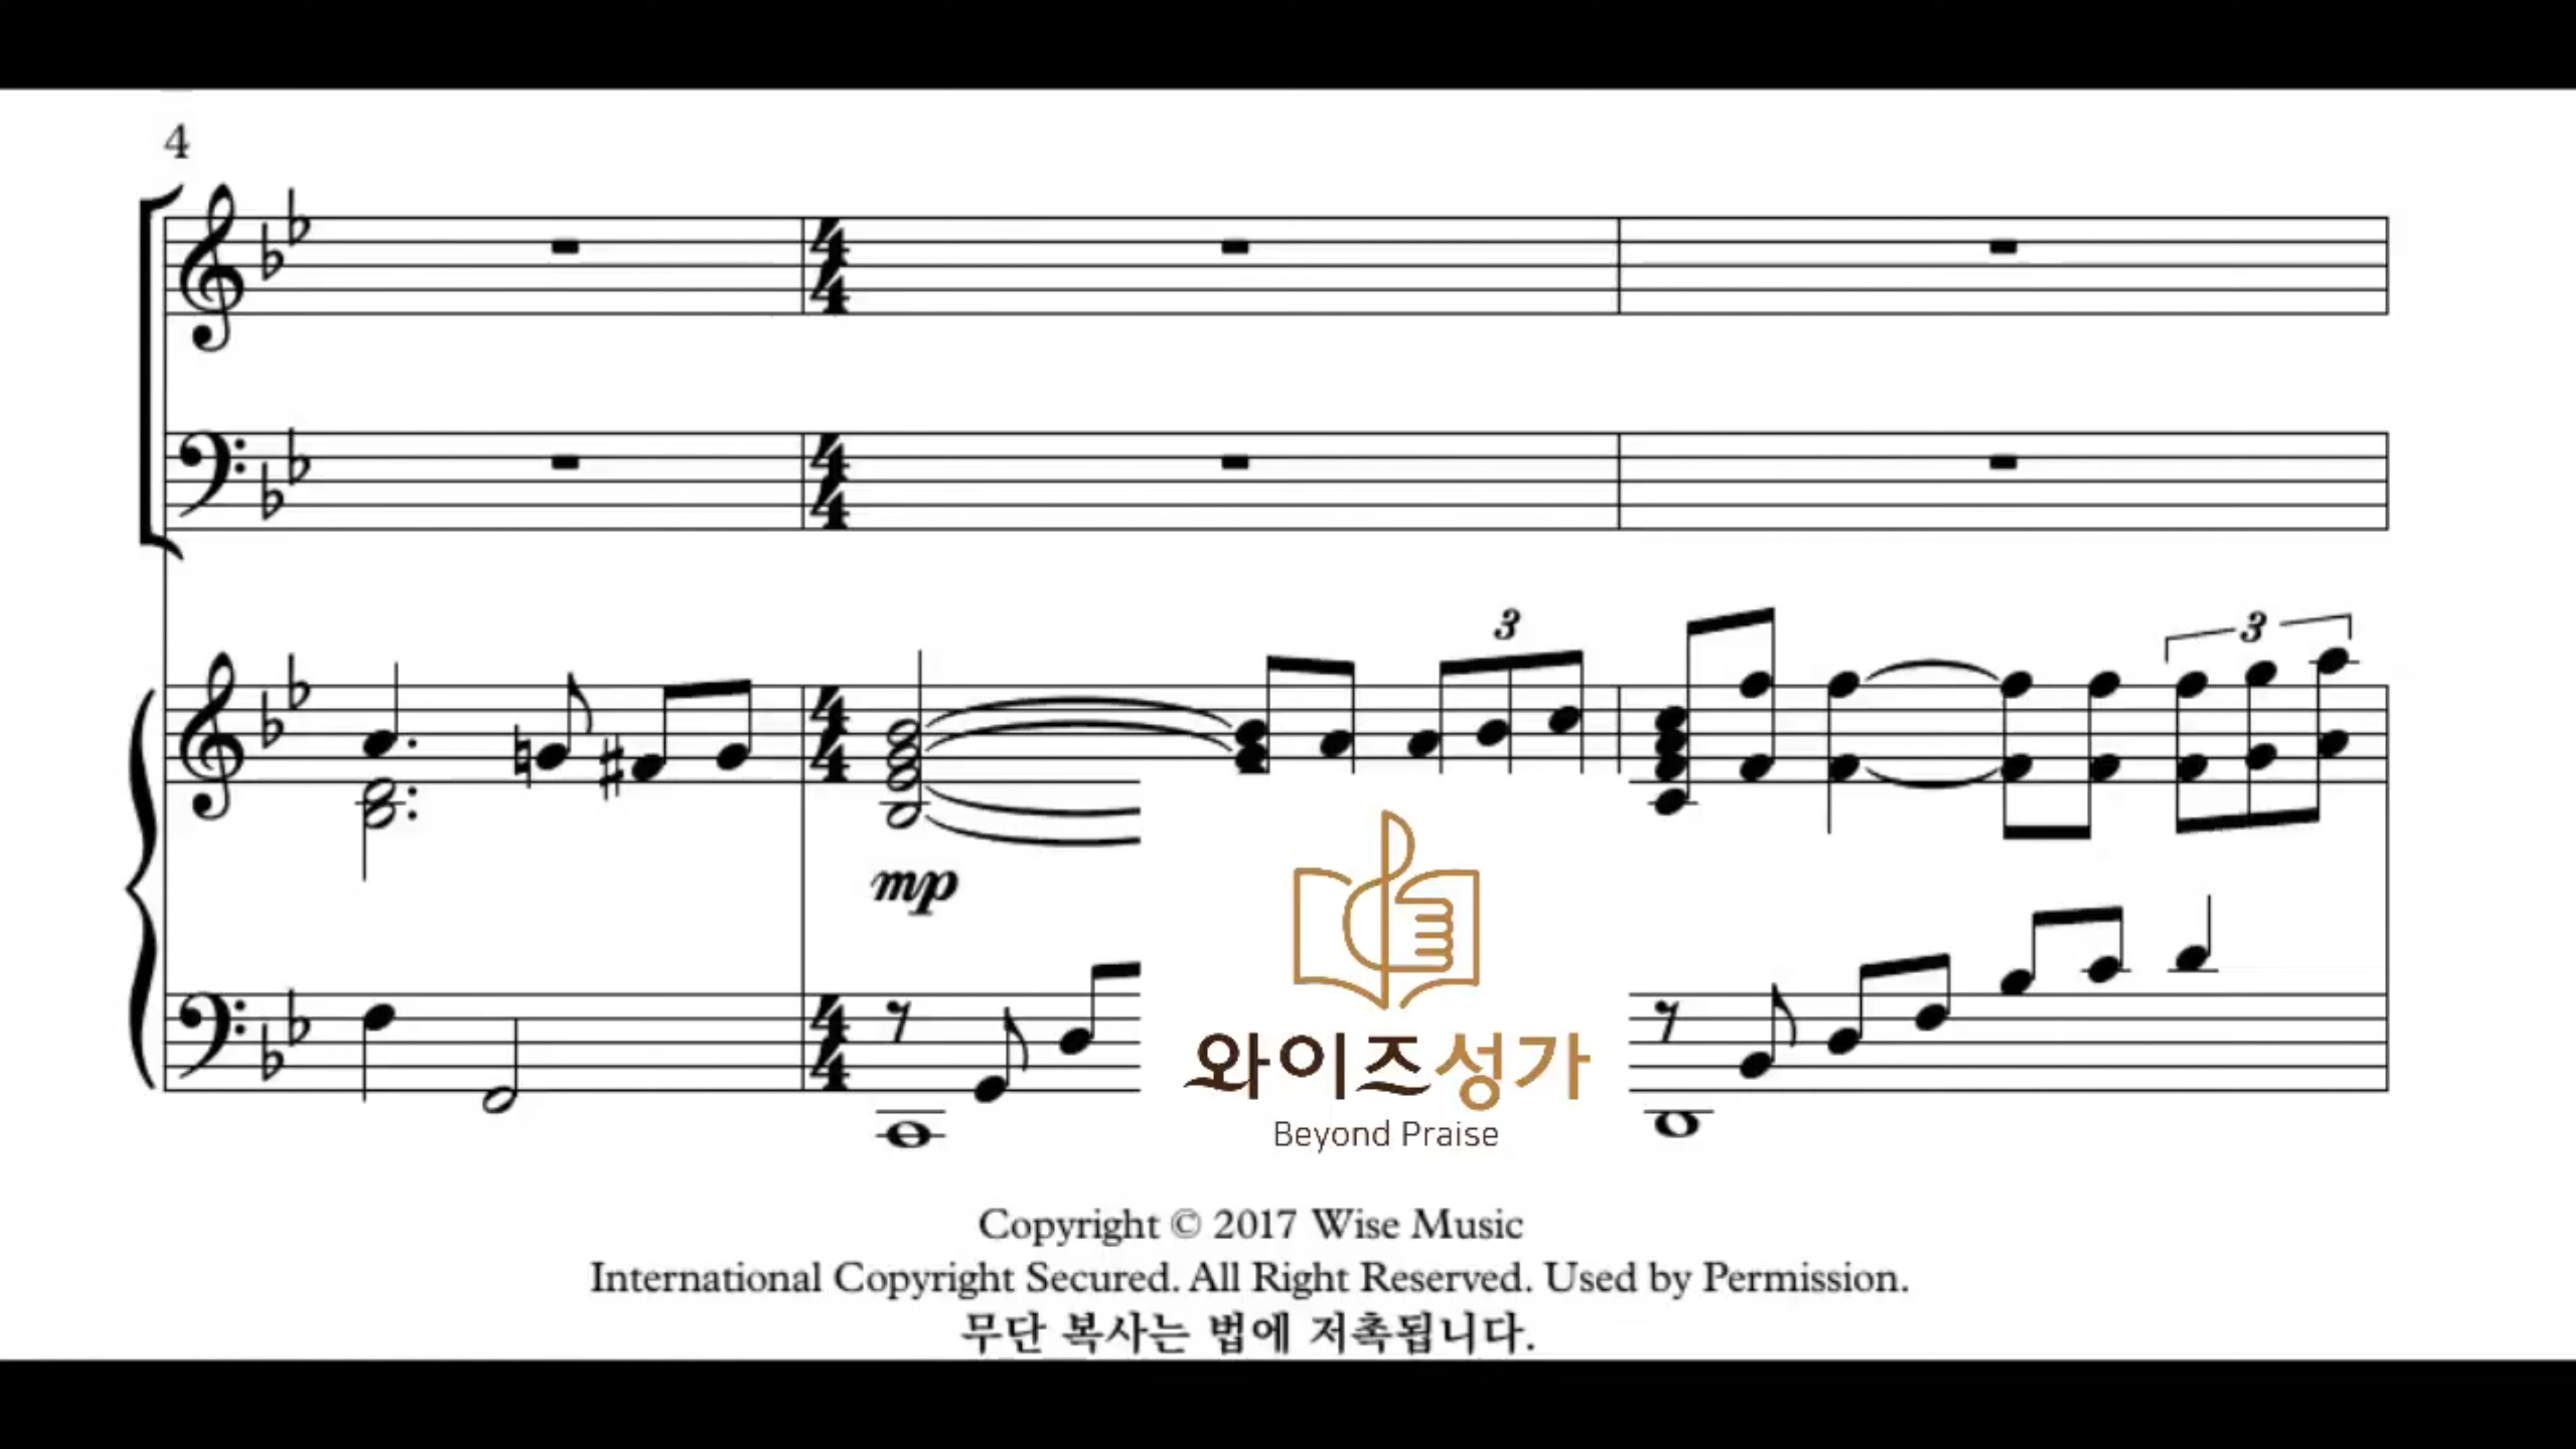 4
3
3
mp
와이즈성가
Beyond Praise
Copyright © 2017 Wise Music
International Copyright Secured. All Right Reserved. Used by Permission.
무단 복사는 법에 저촉됩니다.